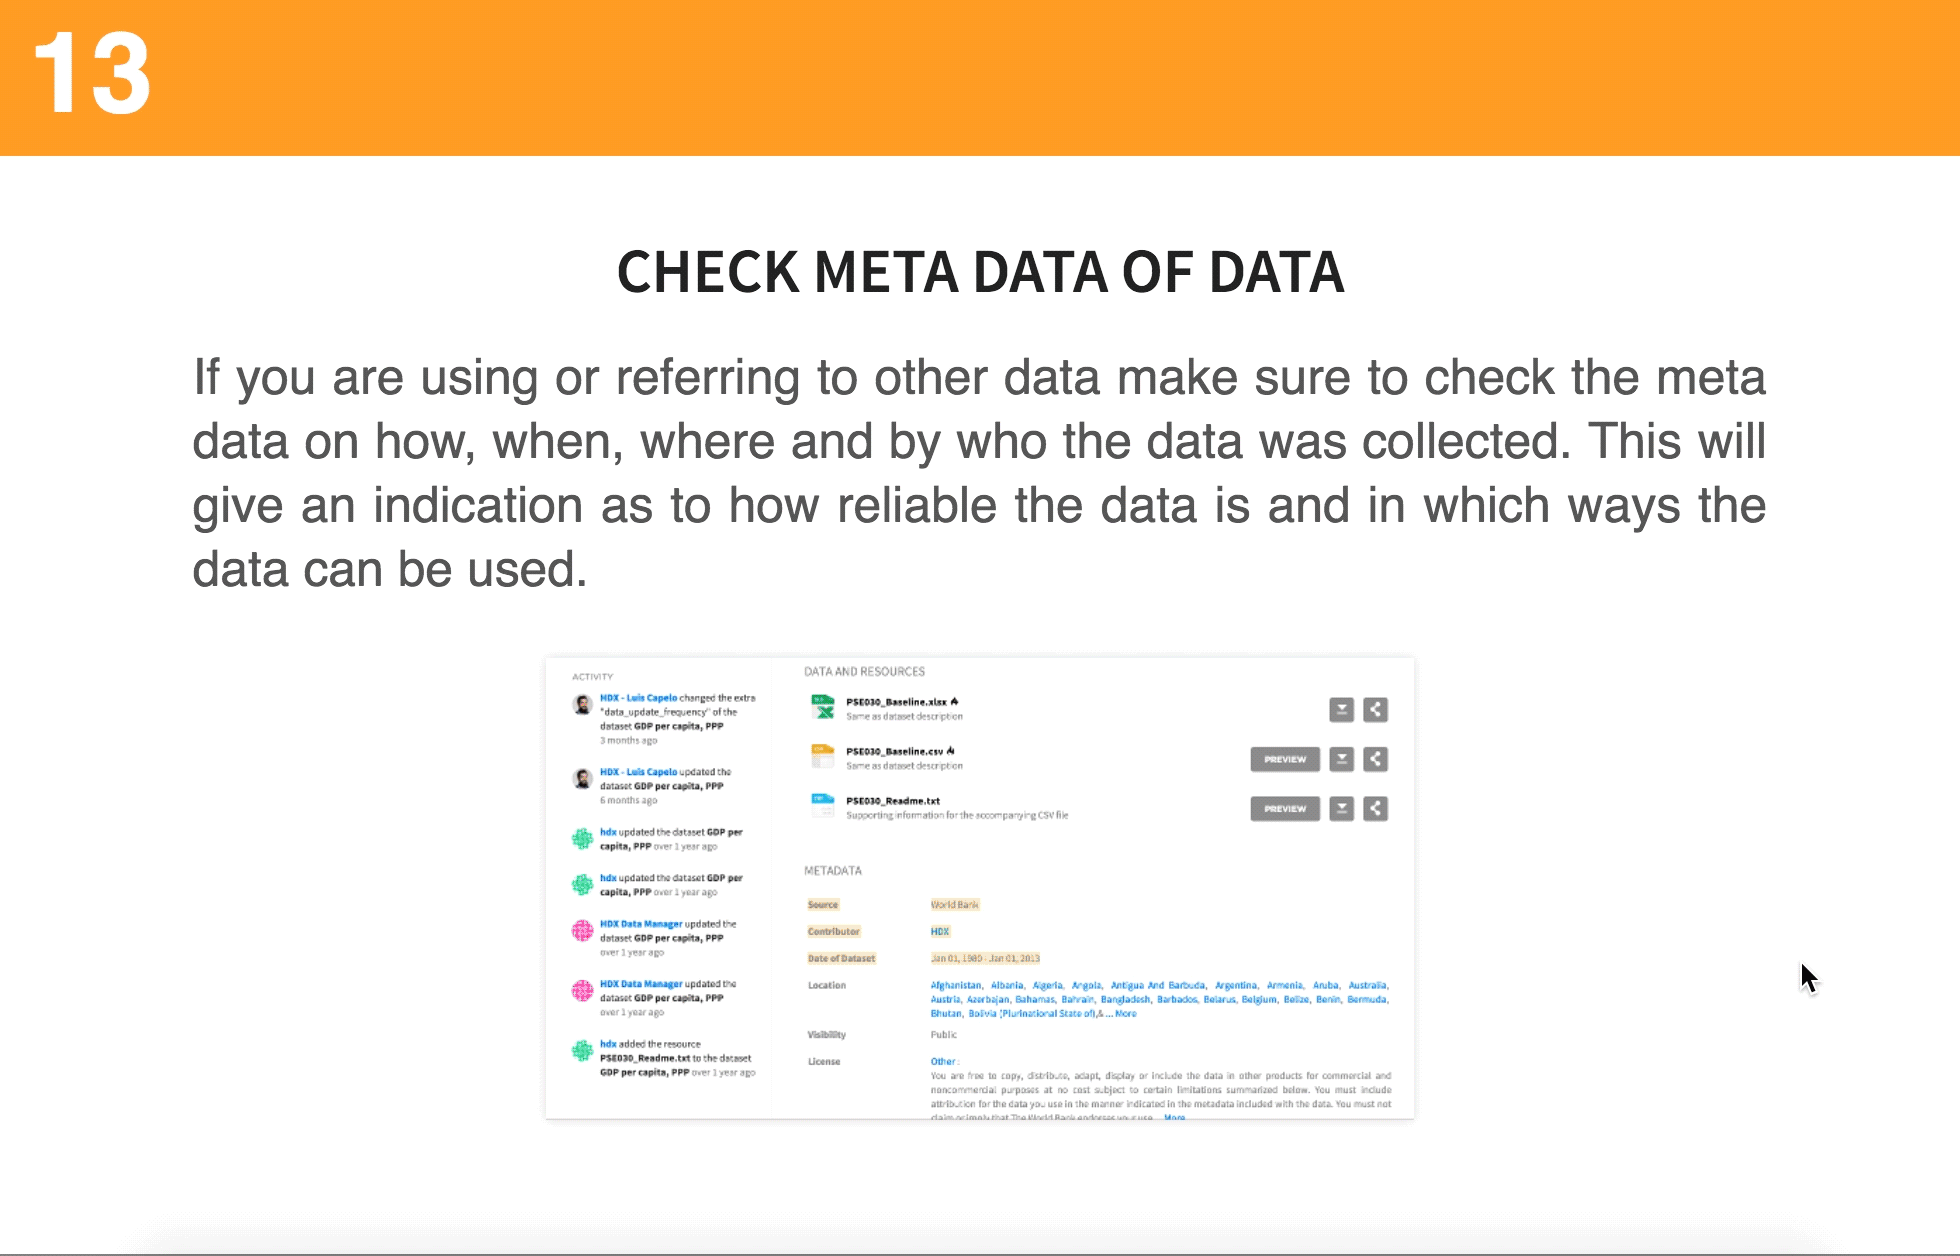 13
CHECK META DATA OF DATA
If you are using or referring to other data make sure to check the meta
data on how, when, where and by who the data was collected. This will
give an indication as to how reliable the data is and in which ways the
data can be used.
ACTIVITY
HDX - Luis Capelo changed the extra
"data_update_frequency" of the
dataset GDP per capita, PPP
3 months ago
HDX - Luis Capelo updated the
dataset GDP per capita, PPP
6 months ago
hdx updated the dataset GDP per
capita, PPP over 1 year ago
hdx updated the dataset GDP per
capita, PPP over 1 year ago
HDX Data Manager updated the
dataset GDP per capita, PPP
over 1 year ago
HDX Data Manager updated the
dataset GDP per capita, PPP
over 1 year ago
hdx added the resource
PSE030_Readme.txt to the dataset
GDP per capita, PPP over 1 year ago
DATA AND RESOURCES
PSE030_Baseline.xlsx
Same as dataset description
PSE030_Baseline.csv
Same as dataset description
PREVIEW
PSE030_Readme.txt
Supporting information for the accompanying CSV file
PREVIEW
METADATA
Source World Bank
Contributor HDX
Date of Dataset Jan 01, 1980 - Jan 01, 2013
Location Afghanistan, Albania, Algeria, Angola, Antigua And Barbuda, Argentina, Armenia, Aruba, Australia,
Austria, Azerbaijan, Bahamas, Bahrain, Bangladesh, Barbados, Belarus, Belgium, Belize, Benin, Bermuda,
Bhutan, Bolivia (Plurinational State of),&... More
Visibility Public
License Other :
You are free to copy, distribute, adapt, display or include the data in other products for commercial and
noncommercial purposes at no cost subject to certain limitations summarized below. You must include
attribution for the data you use in the manner indicated in the metadata included with the data. You must not
claim or imply that The World Bank endorses your use ... More